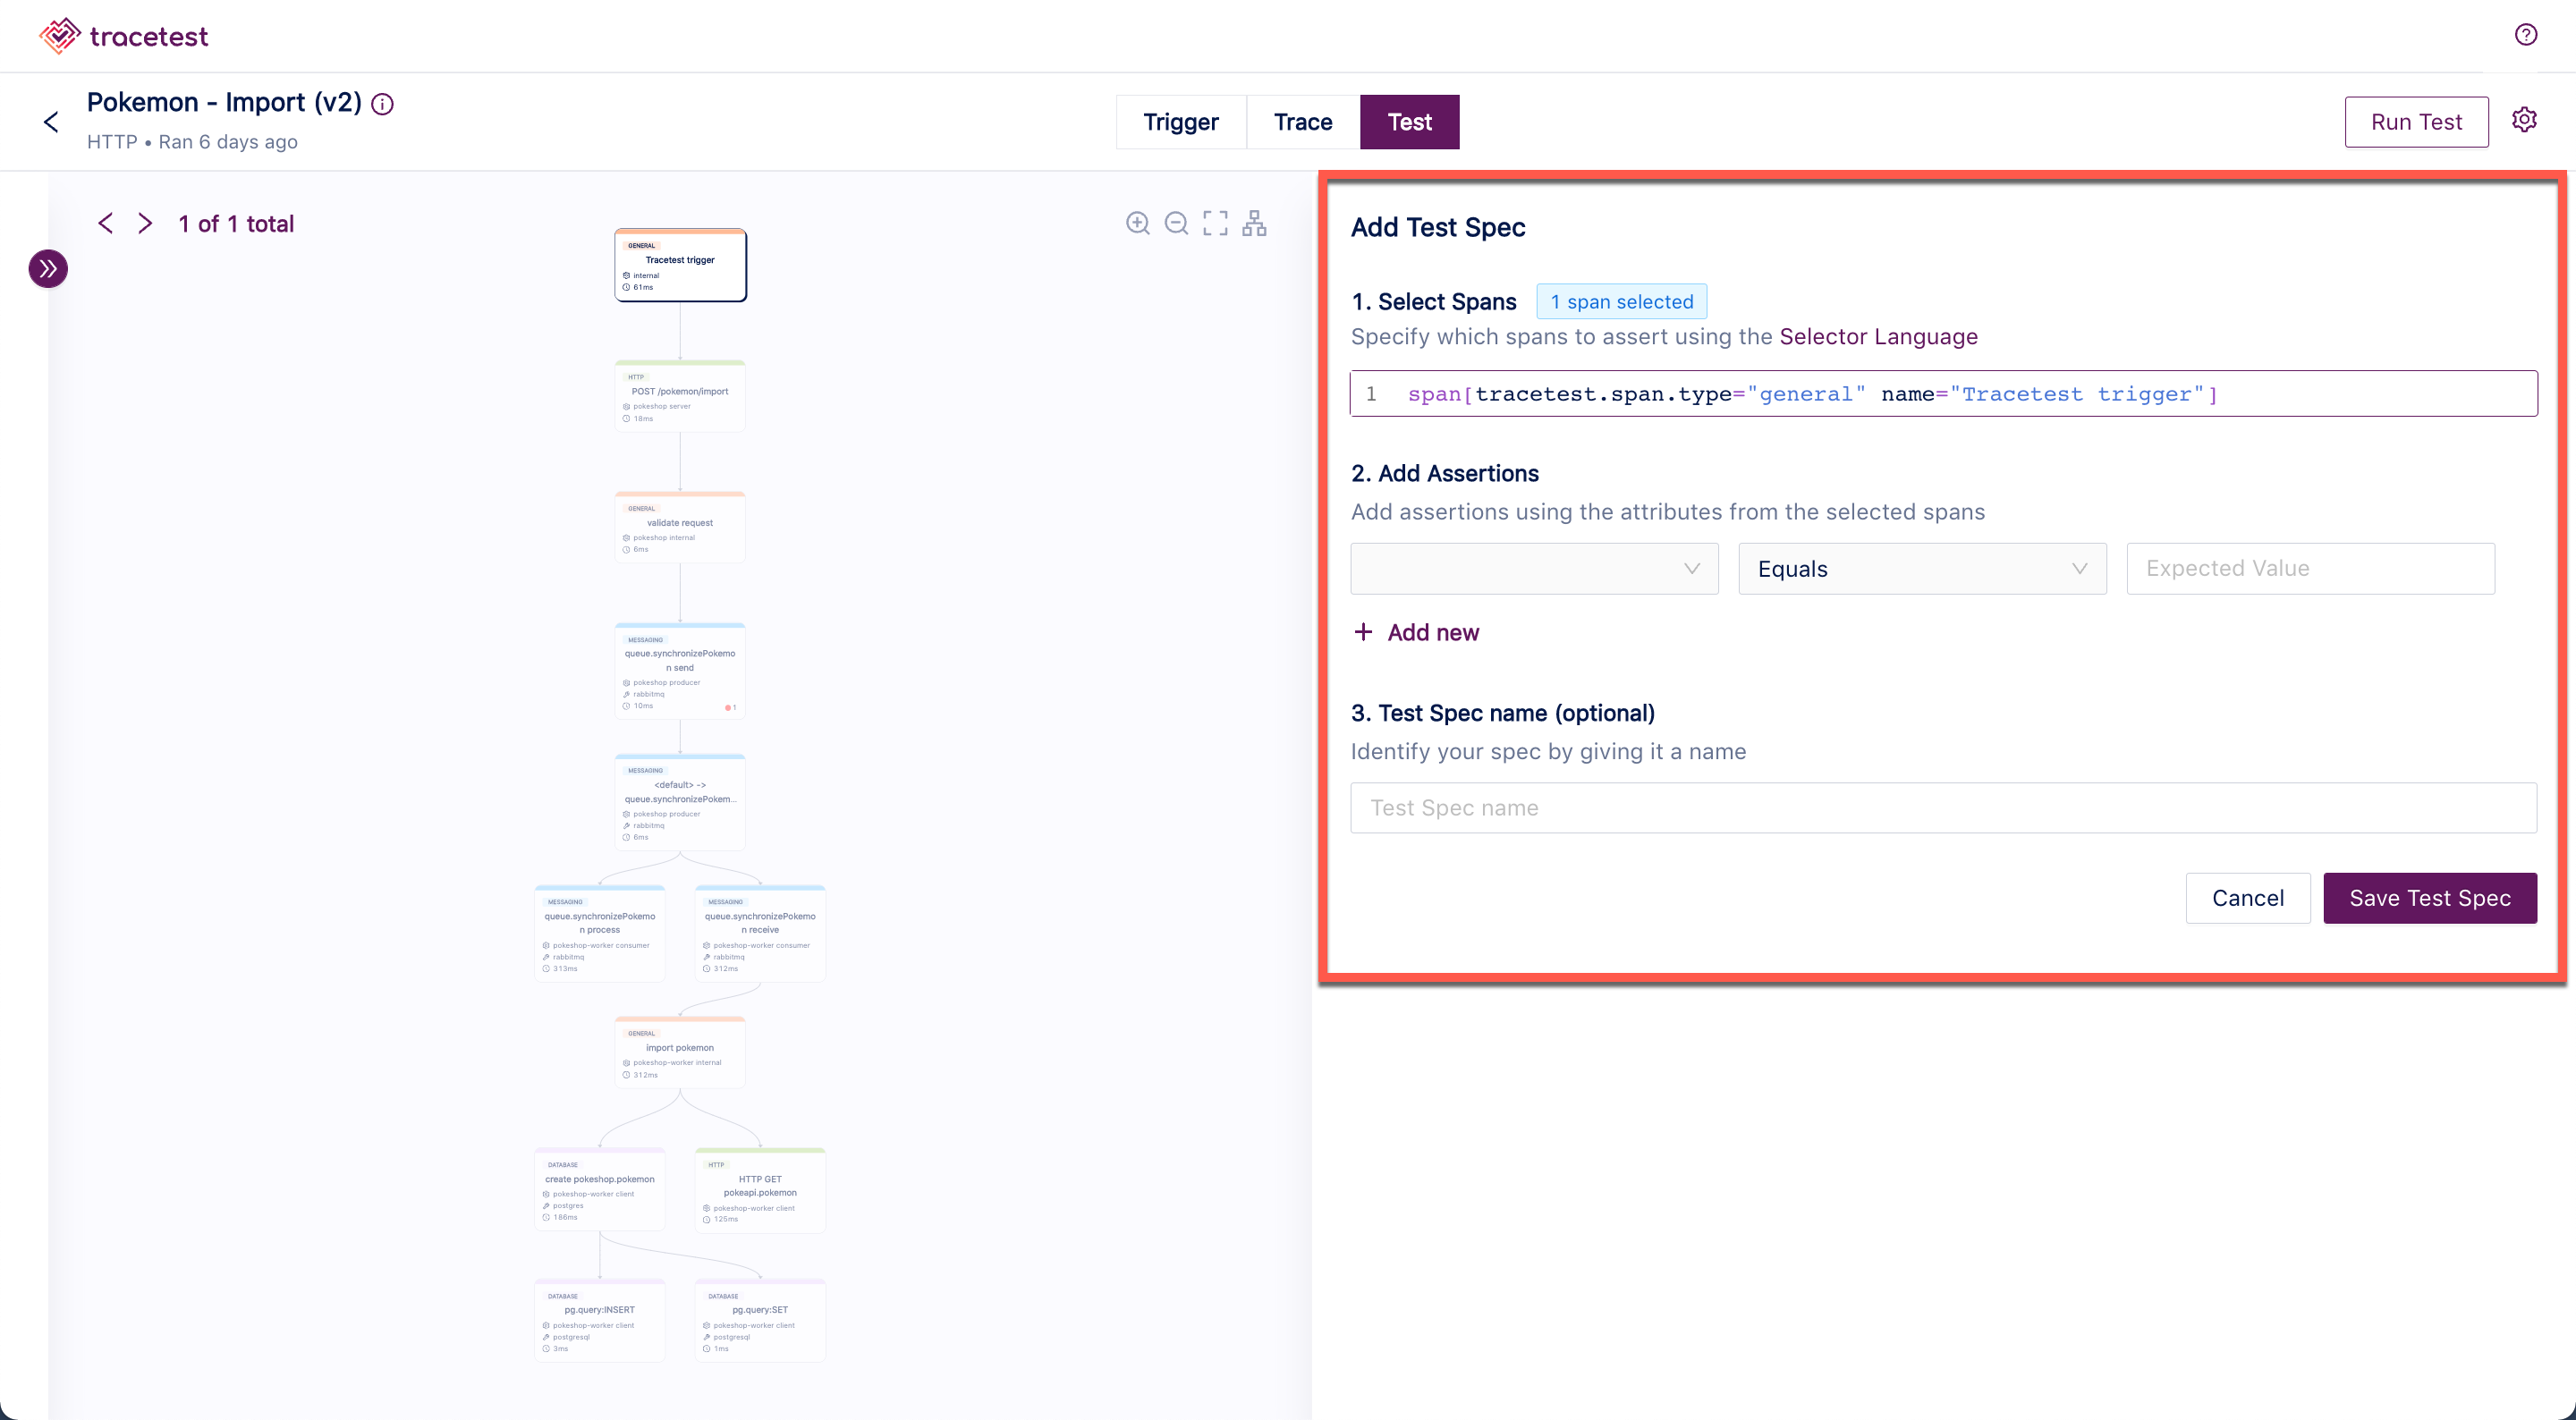 tracetest
Pokemon - Import (v2)
HTTP • Ran 6 days ago
Trigger
Trace
Test
Run Test
1 of 1 total
GENERAL
Tracetest trigger
internal
61ms
HTTP
POST /pokemon/import
pokeshop server
18ms
GENERAL
validate request
pokeshop internal
6ms
MESSAGING
queue.synchronizePokemo
n send
pokeshop producer
rabbitmq
10ms
1
MESSAGING
<default> ->
queue.synchronizePokem...
pokeshop producer
rabbitmq
6ms
MESSAGING
queue.synchronizePokemo
n process
pokeshop-worker consumer
rabbitmq
313ms
MESSAGING
queue.synchronizePokemo
n receive
pokeshop-worker consumer
rabbitmq
312ms
GENERAL
import pokemon
pokeshop-worker internal
312ms
DATABASE
create pokeshop.pokemon
pokeshop-worker client
postgres
186ms
HTTP
HTTP GET
pokeapi.pokemon
pokeshop-worker client
125ms
DATABASE
pg.query:INSERT
pokeshop-worker client
postgresql
3ms
DATABASE
pg.query:SET
pokeshop-worker client
postgresql
1ms
Add Test Spec
1. Select Spans 1 span selected
Specify which spans to assert using the Selector Language
1 span[tracetest.span.type="general" name="Tracetest trigger"]
2. Add Assertions
Add assertions using the attributes from the selected spans
Equals
Expected Value
+ Add new
3. Test Spec name (optional)
Identify your spec by giving it a name
Test Spec name
Cancel
Save Test Spec